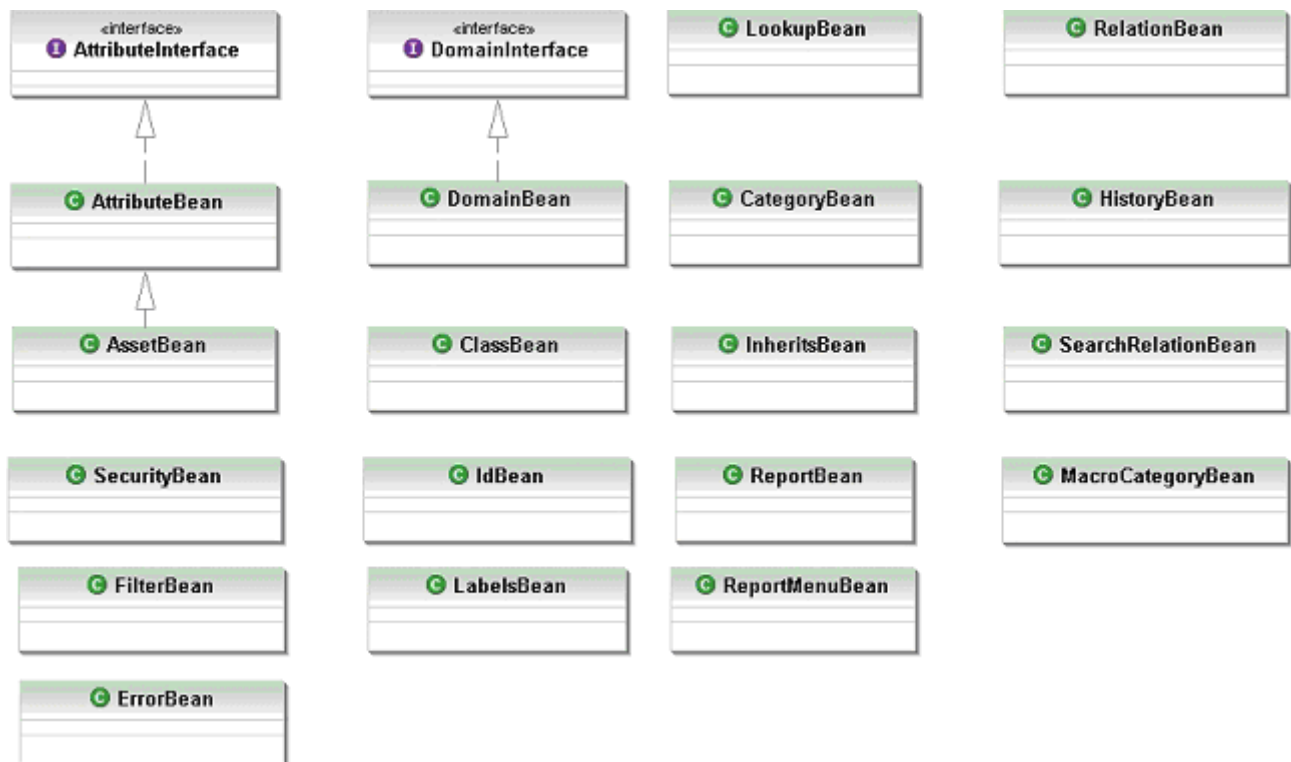 «interface»
I AttributeInterface
«interface»
I DomainInterface
C LookupBean
C RelationBean
C AttributeBean
C DomainBean
C CategoryBean
C HistoryBean
C AssetBean
C ClassBean
C InheritsBean
C SearchRelationBean
C SecurityBean
C IdBean
C ReportBean
C MacroCategoryBean
C FilterBean
C LabelsBean
C ReportMenuBean
C ErrorBean